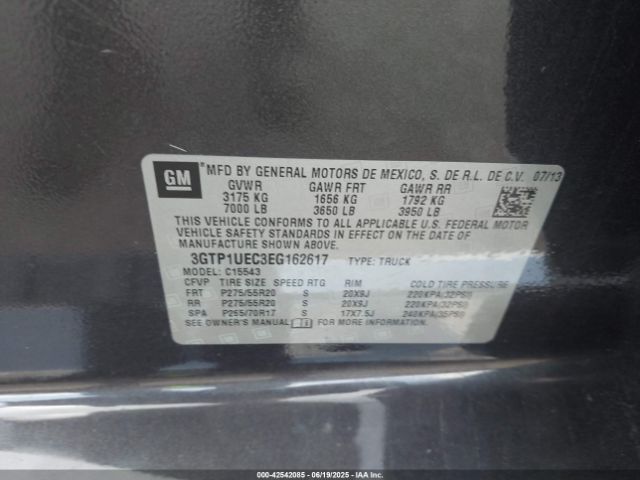 GM
MFD BY GENERAL MOTORS DE MEXICO, S. DE R.L. DE C.V. 07/13
GVWR GAWR FRT GAWR RR
3175 KG 1656 KG 1792 KG
7000 LB 3650 LB 3950 LB
THIS VEHICLE CONFORMS TO ALL APPLICABLE U.S. FEDERAL MOTOR
VEHICLE SAFETY STANDARDS IN EFFECT ON THE DATE OF
MANUFACTURE SHOWN ABOVE.
3GTP1UEC3EG162617 TYPE: TRUCK
MODEL: C15543
CFVP TIRE SIZE SPEED RTG RIM COLD TIRE PRESSURE
FRT P275/55R20 S 20X9J 220KPA(32PSI)
RR P275/55R20 S 20X9J 220KPA(32PSI)
SPA P265/70R17 S 17X7.5J 240KPA(35PSI)
SEE OWNER'S MANUAL FOR MORE INFORMATION.
000-42542085 - 06/19/2025 - IAA Inc.